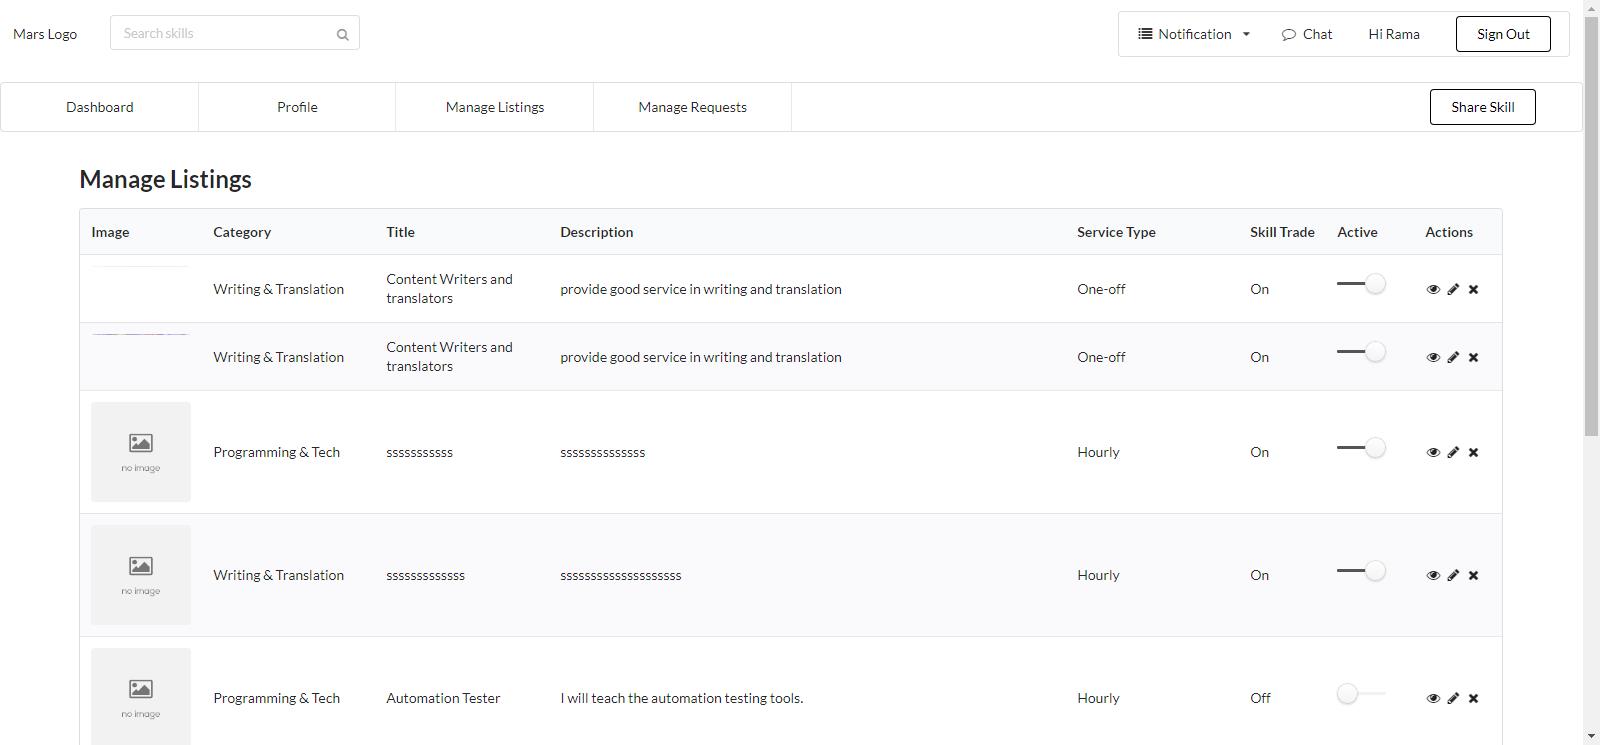 Mars Logo
Search skills
Notification
Chat
Hi Rama
Sign Out
Dashboard
Profile
Manage Listings
Manage Requests
Share Skill
Manage Listings
Image Category Title Description Service Type Skill Trade Active Actions
Writing & Translation
Content Writers and
translators
provide good service in writing and translation
One-off
On
Writing & Translation
Content Writers and
translators
provide good service in writing and translation
One-off
On
no image
Programming & Tech
sssssssssss
ssssssssssssss
Hourly
On
no image
Writing & Translation
sssssssssssss
ssssssssssssssssssss
Hourly
On
no image
Programming & Tech
Automation Tester
I will teach the automation testing tools.
Hourly
Off